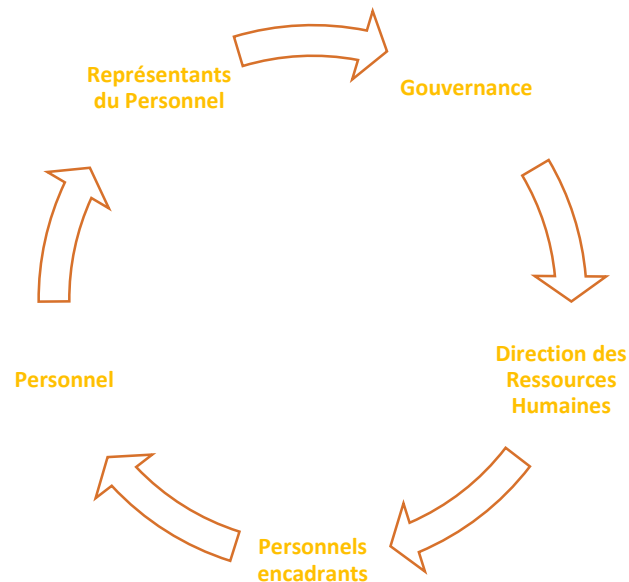 Représentants
du Personnel
Gouvernance
Direction des
Ressources
Humaines
Personnels
encadrants
Personnel